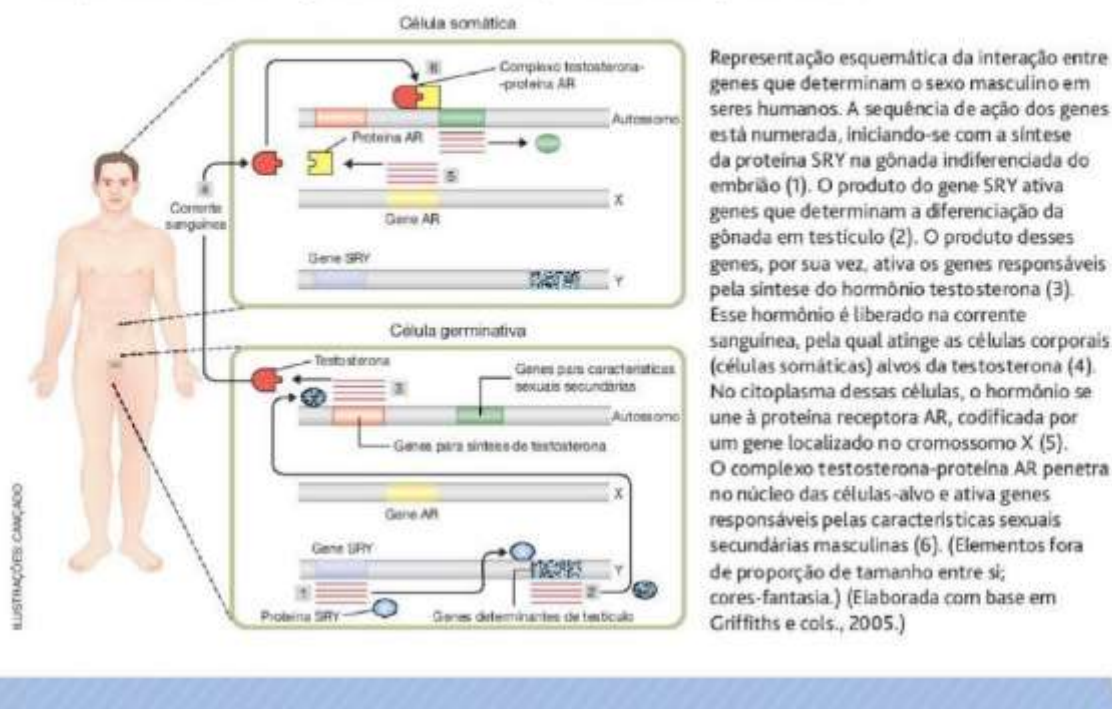 Célula somática
6
Complexo testosterona-
-proteína AR
Autossomo
Proteína AR
5
4
Corrente
sanguínea
X
Gene AR
Gene SRY
Y
Célula germinativa
Testosterona
3
Genes para características
sexuais secundárias
Autossomo
Genes para síntese de testosterona
X
Gene AR
Gene SRY
Y
1
2
Proteína SRY
Genes determinantes de testículo
ILUSTRAÇÕES: CANÇADO
Representação esquemática da interação entre
genes que determinam o sexo masculino em
seres humanos. A sequência de ação dos genes
está numerada, iniciando-se com a síntese
da proteína SRY na gônada indiferenciada do
embrião (1). O produto do gene SRY ativa
genes que determinam a diferenciação da
gônada em testículo (2). O produto desses
genes, por sua vez, ativa os genes responsáveis
pela síntese do hormônio testosterona (3).
Esse hormônio é liberado na corrente
sanguínea, pela qual atinge as células corporais
(células somáticas) alvos da testosterona (4).
No citoplasma dessas células, o hormônio se
une à proteína receptora AR, codificada por
um gene localizado no cromossomo X (5).
O complexo testosterona-proteína AR penetra
no núcleo das células-alvo e ativa genes
responsáveis pelas características sexuais
secundárias masculinas (6). (Elementos fora
de proporção de tamanho entre si;
cores-fantasia.) (Elaborada com base em
Griffiths e cols., 2005.)